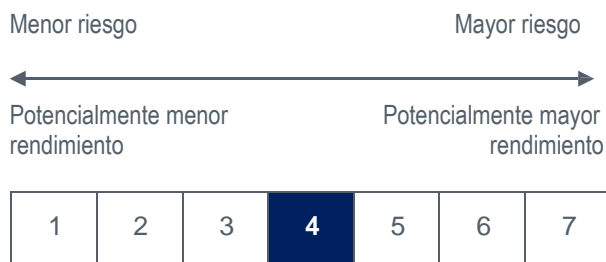 Menor riesgo Mayor riesgo
Potencialmente menor Potencialmente mayor
rendimiento rendimiento
1 2 3 4 5 6 7